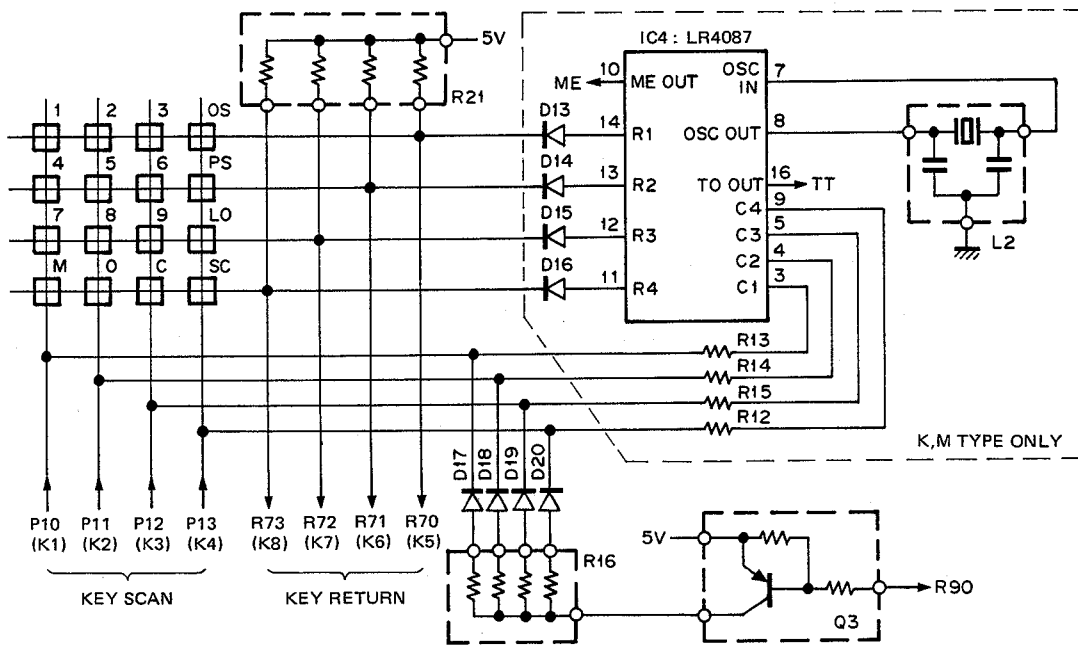 IC4 : LR4087
5V
R21
ME
10
ME OUT
OSC IN
7
D13
14
R1
OSC OUT
8
D14
13
R2
TO OUT
16
TT
D15
12
R3
C4
9
C3
5
D16
11
R4
C2
4
C1
3
L2
1 2 3 OS
4 5 6 PS
7 8 9 LO
M O C SC
R13
R14
R15
R12
K,M TYPE ONLY
D17 D18 D19 D20
P10 P11 P12 P13 R73 R72 R71 R70
(K1) (K2) (K3) (K4) (K8) (K7) (K6) (K5)
KEY SCAN KEY RETURN
R16
5V
R90
Q3